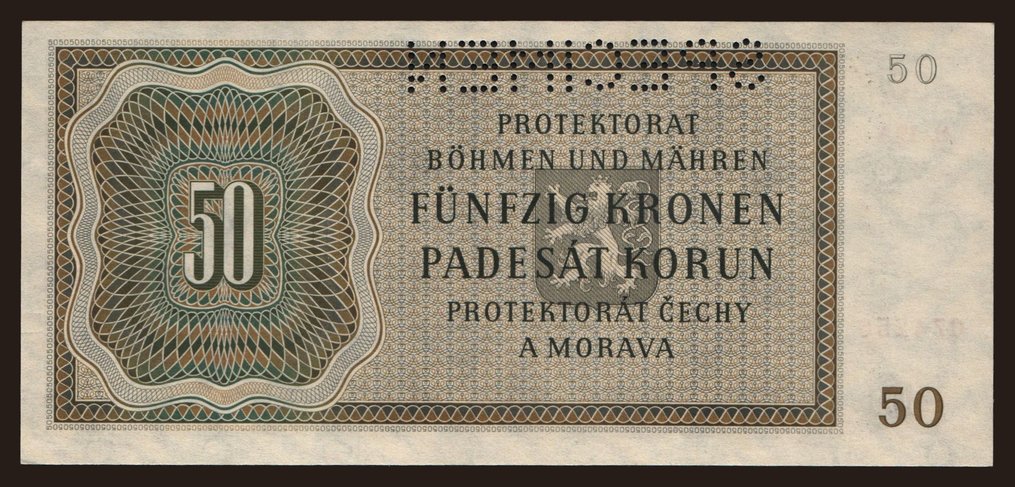 50
PROTEKTORAT
BÖHMEN UND MÄHREN
FÜNFZIG KRONEN
50
PADESÁT KORUN
PROTEKTORÁT ČECHY
A MORAVA
50